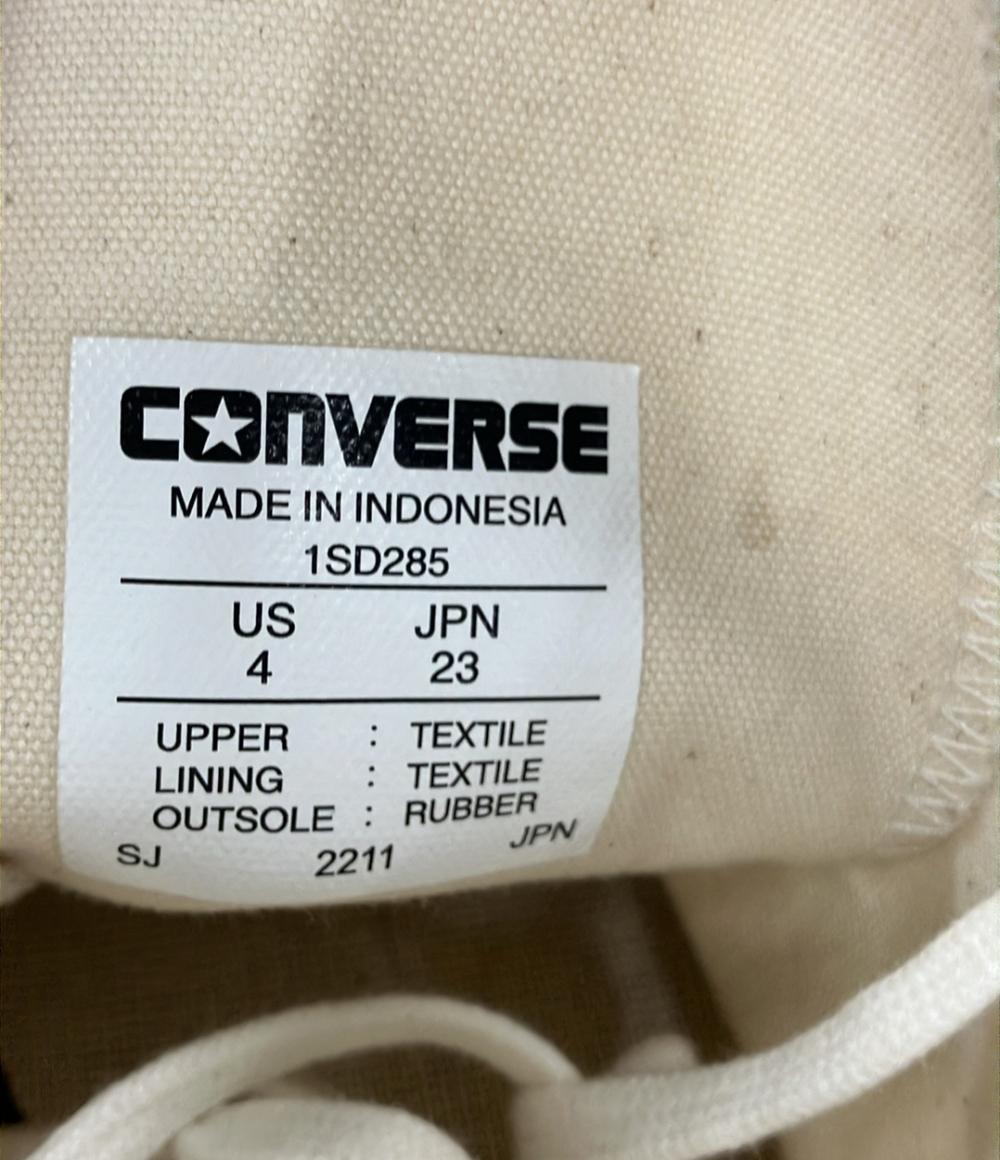 CONVERSE
MADE IN INDONESIA
1SD285
US JPN
4 23
UPPER : TEXTILE
LINING : TEXTILE
OUTSOLE : RUBBER
SJ 2211 JPN